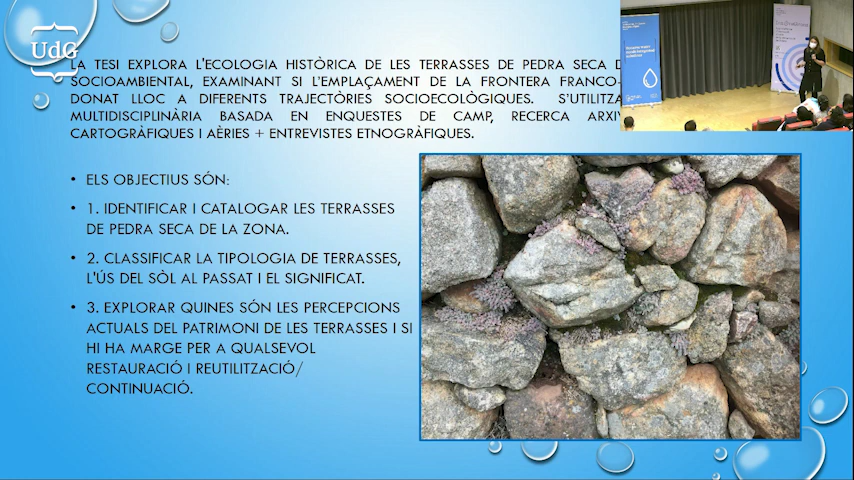 UdG
LA TESI EXPLORA L'ECOLOGIA HISTÒRICA DE LES TERRASSES DE PEDRA SECA
SOCIOAMBIENTAL, EXAMINANT SI L'EMPLAÇAMENT DE LA FRONTERA FRANCO-
DONAT LLOC A DIFERENTS TRAJECTÒRIES SOCIOECOLÒGIQUES. S'UTILITZA
MULTIDISCIPLINÀRIA BASADA EN ENQUESTES DE CAMP, RECERCA
CARTOGRÀFIQUES I AÈRIES + ENTREVISTES ETNOGRÀFIQUES.
• ELS OBJECTIUS SÓN:
• 1. IDENTIFICAR I CATALOGAR LES TERRASSES
DE PEDRA SECA DE LA ZONA.
• 2. CLASSIFICAR LA TIPOLOGIA DE TERRASSES,
L'ÚS DEL SÒL AL PASSAT I EL SIGNIFICAT.
• 3. EXPLORAR QUINES SÓN LES PERCEPCIONS
ACTUALS DEL PATRIMONI DE LES TERRASSES I SI
HI HA MARGE PER A QUALSEVOL
RESTAURACIÓ I REUTILITZACIÓ/
CONTINUACIÓ.